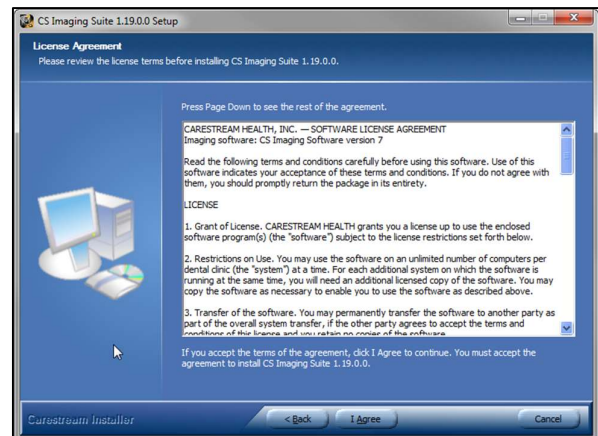 CS Imaging Suite 1.19.0.0 Setup
License Agreement
Please review the license terms before installing CS Imaging Suite 1.19.0.0.
Press Page Down to see the rest of the agreement.
CARESTREAM HEALTH, INC. — SOFTWARE LICENSE AGREEMENT
Imaging software: CS Imaging Software version 7
Read the following terms and conditions carefully before using this software. Use of this
software indicates your acceptance of these terms and conditions. If you do not agree with
them, you should promptly return the package in its entirety.
LICENSE
1. Grant of License. CARESTREAM HEALTH grants you a license up to use the enclosed
software program(s) (the "software") subject to the license restrictions set forth below.
2. Restrictions on Use. You may use the software on an unlimited number of computers per
dental clinic (the "system") at a time. For each additional system on which the software is
running at the same time, you will need an additional licensed copy of the software. You may
copy the software as necessary to enable you to use the software as described above.
3. Transfer of the software. You may permanently transfer the software to another party as
part of the overall system transfer, if the other party agrees to accept the terms and
conditions of this license and you retain no copies of the software
If you accept the terms of the agreement, click I Agree to continue. You must accept the
agreement to install CS Imaging Suite 1.19.0.0.
Carestream Installer
< Back
I Agree
Cancel